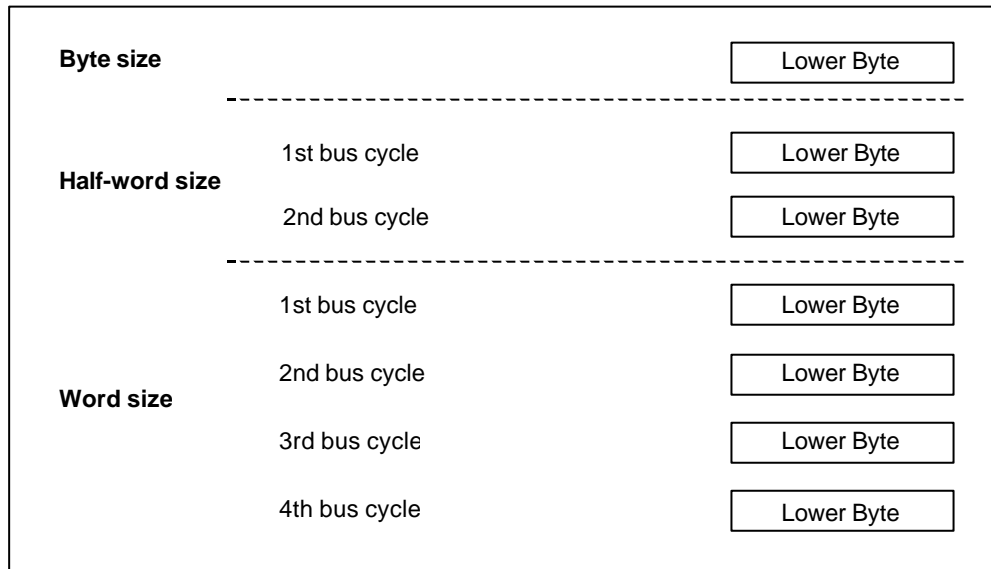 Byte size Lower Byte
1st bus cycle Lower Byte
Half-word size
2nd bus cycle Lower Byte
1st bus cycle Lower Byte
2nd bus cycle Lower Byte
Word size
3rd bus cycle Lower Byte
4th bus cycle Lower Byte